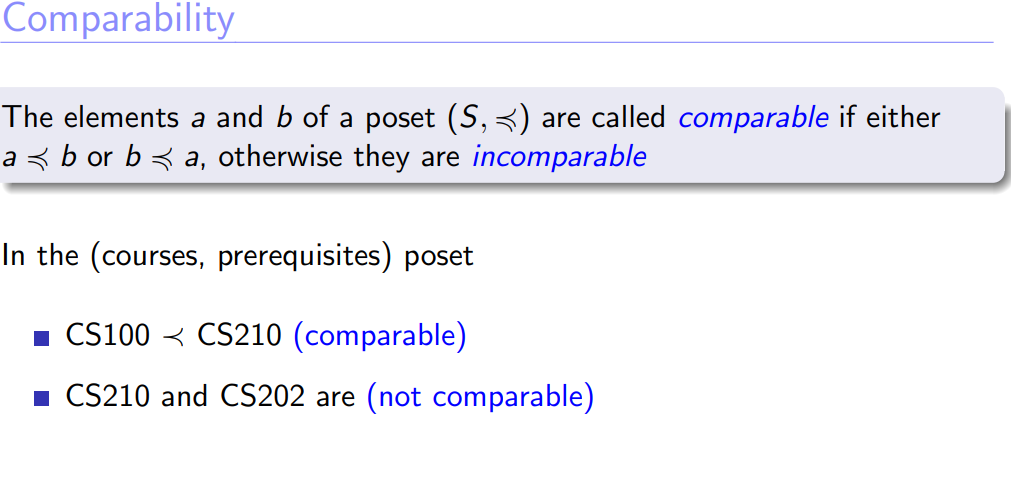 Comparability
The elements a and b of a poset (S, ≼) are called comparable if either
a ≼ b or b ≼ a, otherwise they are incomparable
In the (courses, prerequisites) poset
CS100 ≺ CS210 (comparable)
CS210 and CS202 are (not comparable)